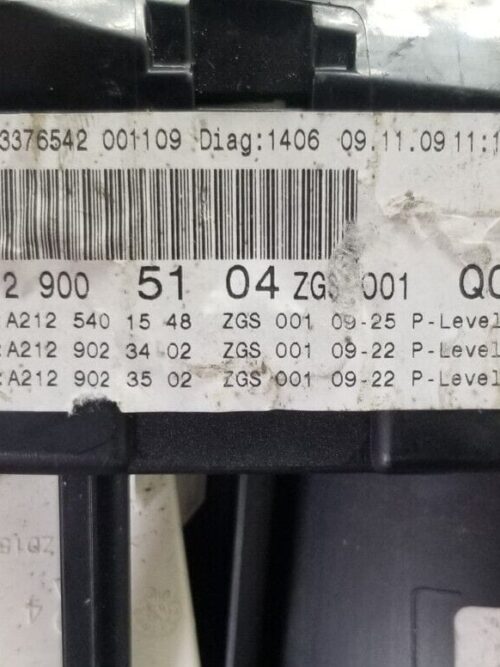 3376542 001109 Diag:1406 09.11.09 11:1
2 900 51 04 ZGS 001 Q
:A212 540 15 48 ZGS 001 09-25 P-Level
:A212 902 34 02 ZGS 001 09-22 P-Level
:A212 902 35 02 ZGS 001 09-22 P-Level
4